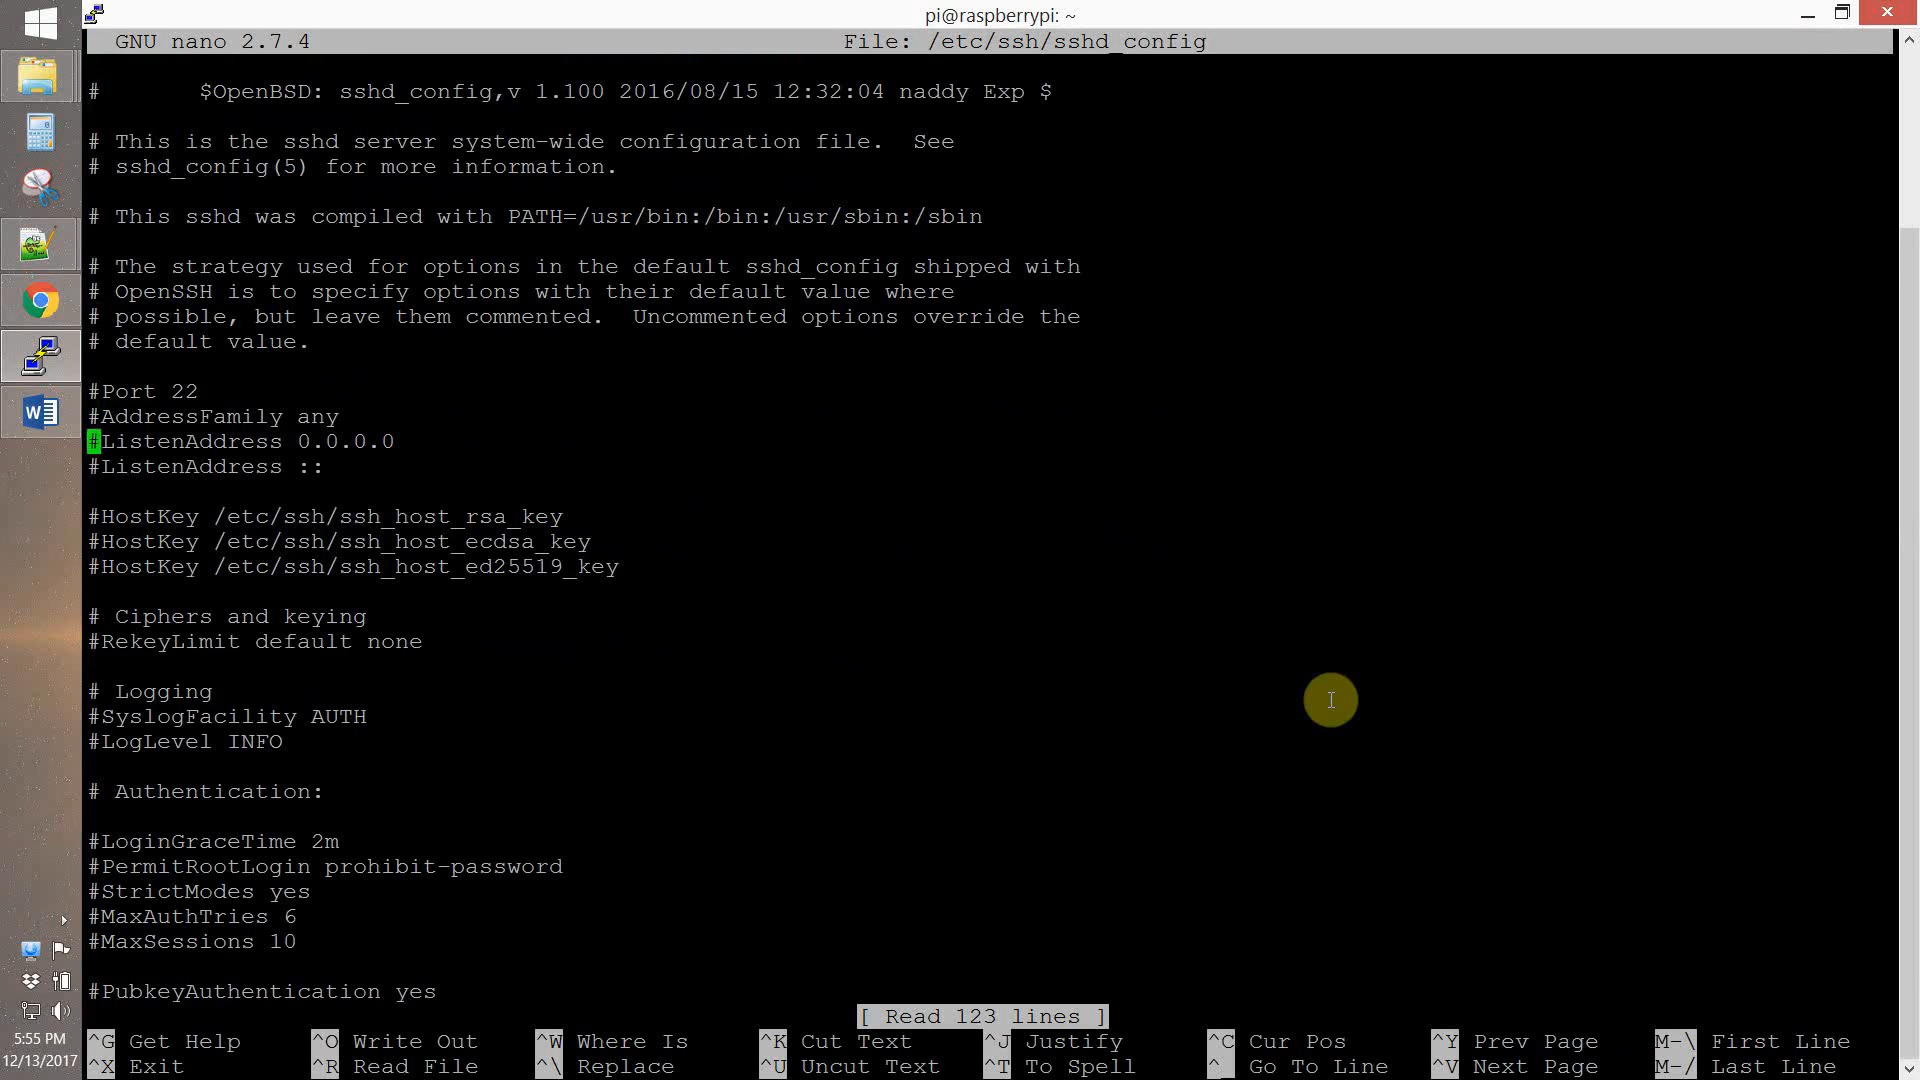 pi@raspberrypi: ~
GNU nano 2.7.4 File: /etc/ssh/sshd_config
# $OpenBSD: sshd_config,v 1.100 2016/08/15 12:32:04 naddy Exp $
# This is the sshd server system-wide configuration file. See
# sshd_config(5) for more information.
# This sshd was compiled with PATH=/usr/bin:/bin:/usr/sbin:/sbin
# The strategy used for options in the default sshd_config shipped with
# OpenSSH is to specify options with their default value where
# possible, but leave them commented. Uncommented options override the
# default value.
#Port 22
#AddressFamily any
#ListenAddress 0.0.0.0
#ListenAddress ::
#HostKey /etc/ssh/ssh_host_rsa_key
#HostKey /etc/ssh/ssh_host_ecdsa_key
#HostKey /etc/ssh/ssh_host_ed25519_key
# Ciphers and keying
#RekeyLimit default none
# Logging
#SyslogFacility AUTH
#LogLevel INFO
# Authentication:
#LoginGraceTime 2m
#PermitRootLogin prohibit-password
#StrictModes yes
#MaxAuthTries 6
#MaxSessions 10
#PubkeyAuthentication yes
[ Read 123 lines ]
^G Get Help ^O Write Out ^W Where Is ^K Cut Text ^J Justify ^C Cur Pos ^Y Prev Page M-\ First Line
^X Exit ^R Read File ^\ Replace ^U Uncut Text ^T To Spell ^_ Go To Line ^V Next Page M-/ Last Line
5:55 PM
12/13/2017